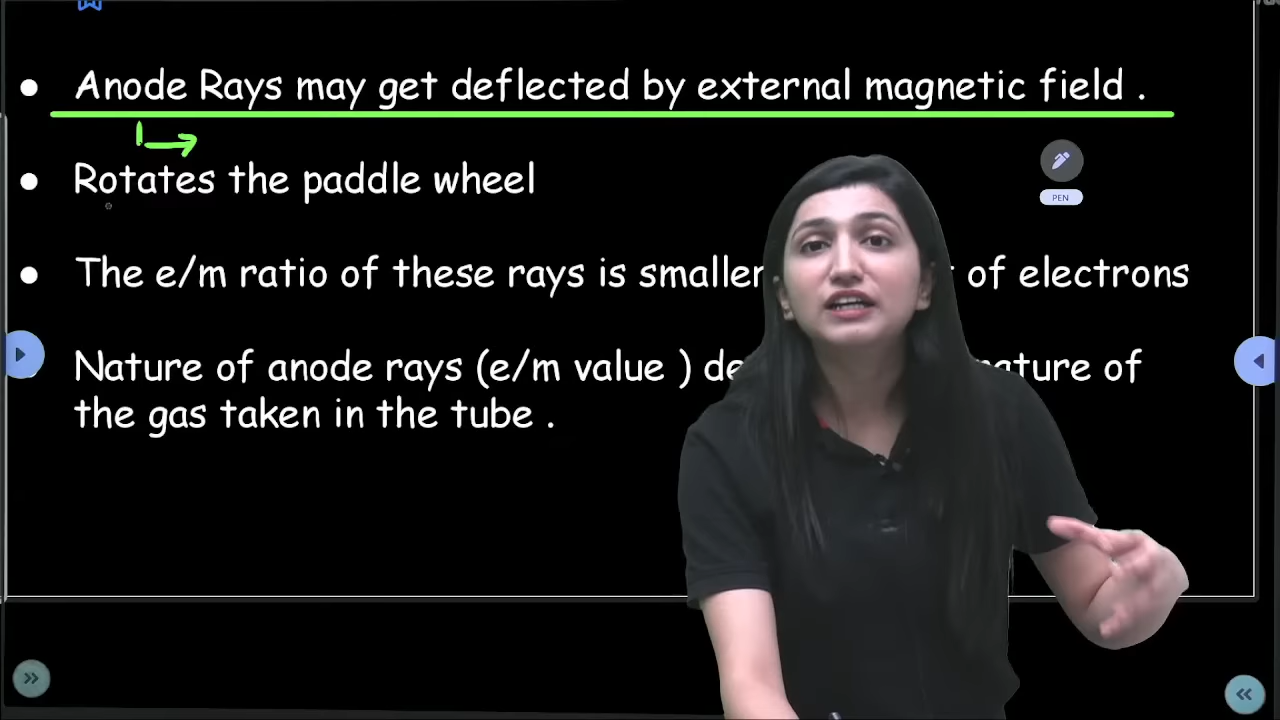 Anode Rays may get deflected by external magnetic field .
Rotates the paddle wheel
PEN
The e/m ratio of these rays is smaller of electrons
Nature of anode rays (e/m value ) nature of
the gas taken in the tube .